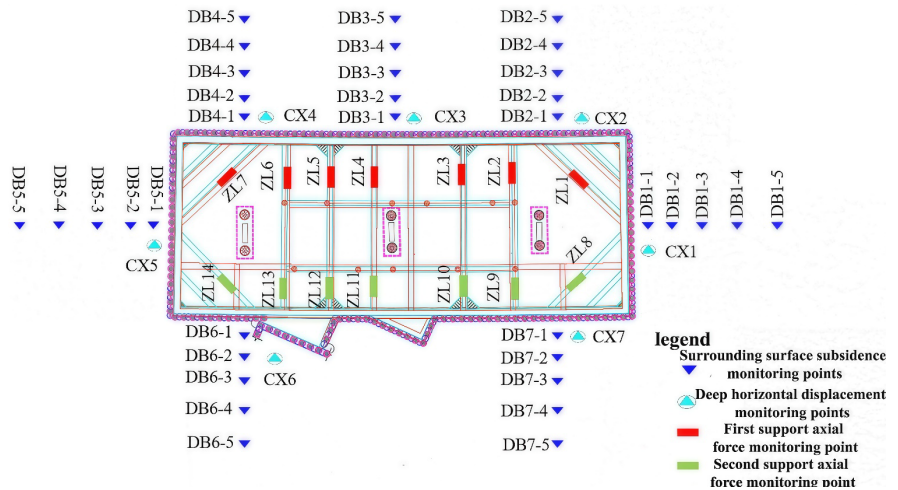 DB4-5 DB3-5 DB2-5
DB4-4 DB3-4 DB2-4
DB4-3 DB3-3 DB2-3
DB4-2 DB3-2 DB2-2
DB4-1 CX4 DB3-1 CX3 DB2-1 CX2
ZL7 ZL6 ZL5 ZL4 ZL3 ZL2 ZL1
DB5-5 DB5-4 DB5-3 DB5-2 DB5-1
DB1-1 DB1-2 DB1-3 DB1-4 DB1-5
CX5
CX1
ZL14 ZL13 ZL12 ZL11 ZL10 ZL9 ZL8
DB6-1 DB7-1 CX7
DB6-2 DB7-2
CX6
DB6-3 DB7-3
DB6-4 DB7-4
DB6-5 DB7-5
legend
Surrounding surface subsidence
monitoring points
Deep horizontal displacement
monitoring points
First support axial
force monitoring point
Second support axial
force monitoring point